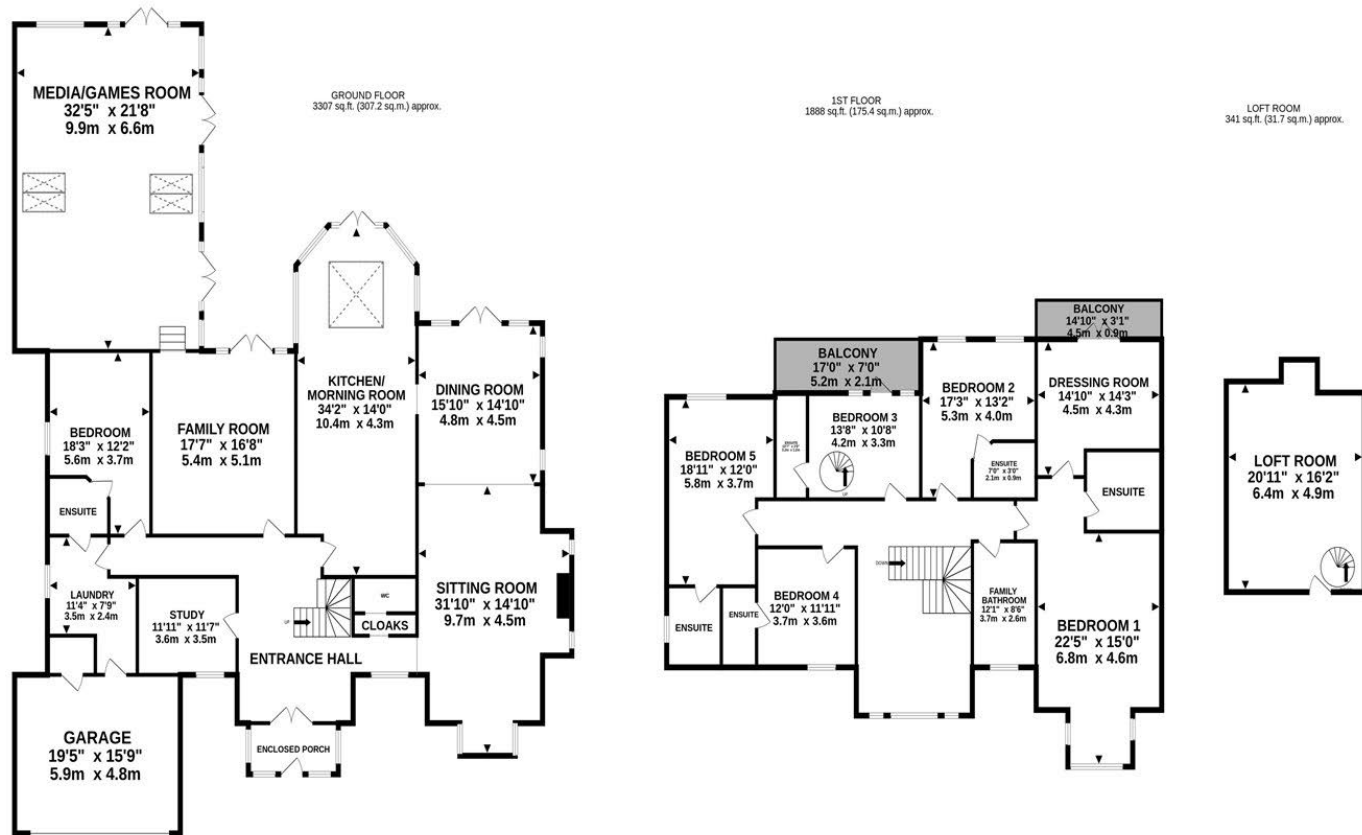 MEDIA/GAMES ROOM
32'5" x 21'8"
9.9m x 6.6m
GROUND FLOOR
3307 sq.ft. (307.2 sq.m.) approx.
KITCHEN/
MORNING ROOM
34'2" x 14'0"
10.4m x 4.3m
DINING ROOM
15'10" x 14'10"
4.8m x 4.5m
BEDROOM
18'3" x 12'2"
5.6m x 3.7m
FAMILY ROOM
17'7" x 16'8"
5.4m x 5.1m
ENSUITE
LAUNDRY
11'4" x 7'9"
3.5m x 2.4m
STUDY
11'11" x 11'7"
3.6m x 3.5m
UP
WC
CLOAKS
SITTING ROOM
31'10" x 14'10"
9.7m x 4.5m
ENTRANCE HALL
GARAGE
19'5" x 15'9"
5.9m x 4.8m
ENCLOSED PORCH
1ST FLOOR
1888 sq.ft. (175.4 sq.m.) approx.
BALCONY
14'10" x 3'1"
4.5m x 0.9m
BALCONY
17'0" x 7'0"
5.2m x 2.1m
BEDROOM 2
17'3" x 13'2"
5.3m x 4.0m
DRESSING ROOM
14'10" x 14'3"
4.5m x 4.3m
BEDROOM 5
18'11" x 12'0"
5.8m x 3.7m
ENSUITE
BEDROOM 3
13'8" x 10'8"
4.2m x 3.3m
UP
ENSUITE
7'0" x 3'0"
2.1m x 0.9m
ENSUITE
DOWN
BEDROOM 4
12'0" x 11'11"
3.7m x 3.6m
ENSUITE
ENSUITE
FAMILY
BATHROOM
12'1" x 8'6"
3.7m x 2.6m
BEDROOM 1
22'5" x 15'0"
6.8m x 4.6m
LOFT ROOM
341 sq.ft. (31.7 sq.m.) approx.
LOFT ROOM
20'11" x 16'2"
6.4m x 4.9m